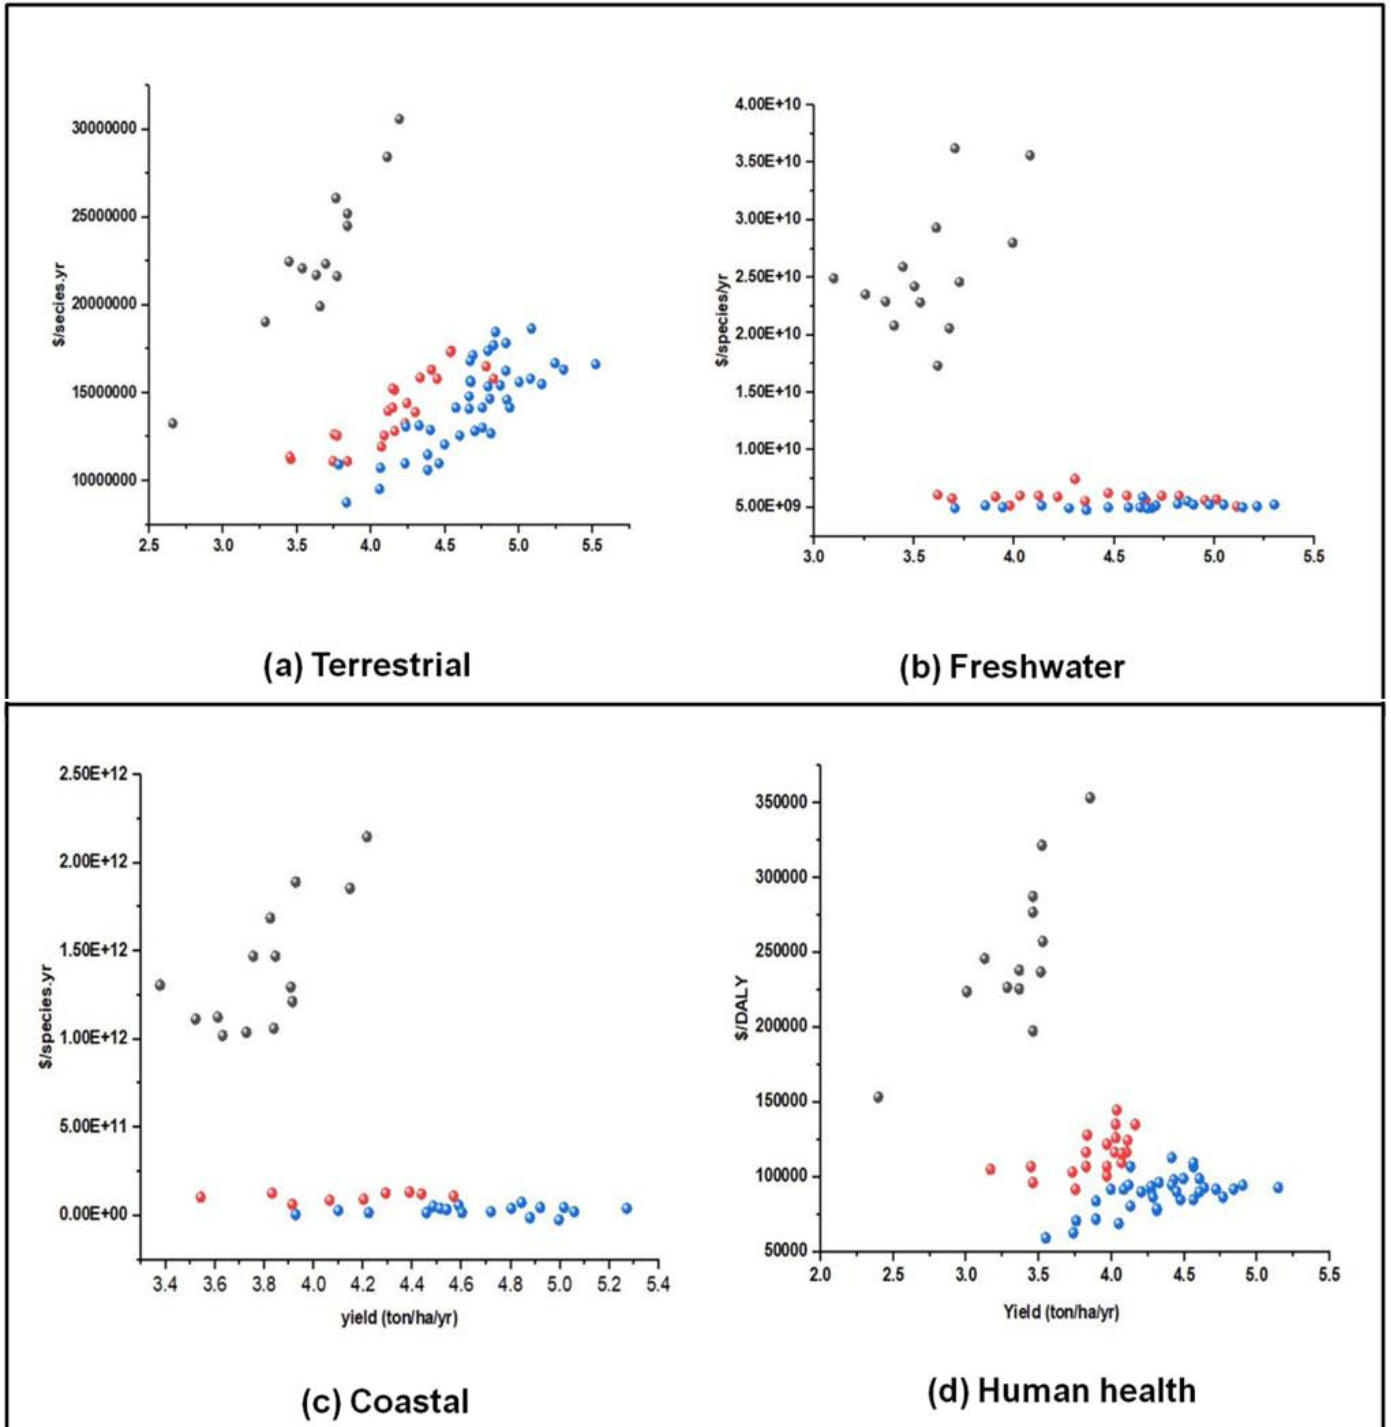 30000000
25000000
20000000
15000000
10000000
$/secies.yr
2.5 3.0 3.5 4.0 4.5 5.0 5.5
(a) Terrestrial
4.00E+10
3.50E+10
3.00E+10
2.50E+10
2.00E+10
1.50E+10
1.00E+10
5.00E+09
$/species/yr
3.0 3.5 4.0 4.5 5.0 5.5
(b) Freshwater
2.50E+12
2.00E+12
1.50E+12
1.00E+12
5.00E+11
0.00E+00
$/species.yr
3.4 3.6 3.8 4.0 4.2 4.4 4.6 4.8 5.0 5.2 5.4
yield (ton/ha/yr)
(c) Coastal
350000
300000
250000
200000
150000
100000
50000
$/DALY
2.0 2.5 3.0 3.5 4.0 4.5 5.0 5.5
Yield (ton/ha/yr)
(d) Human health